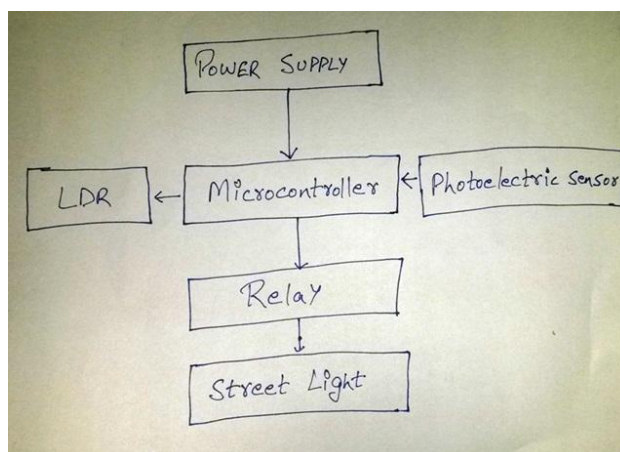 POWER SUPPLY
LDR
Microcontroller
Photoelectric sensor
Relay
Street Light